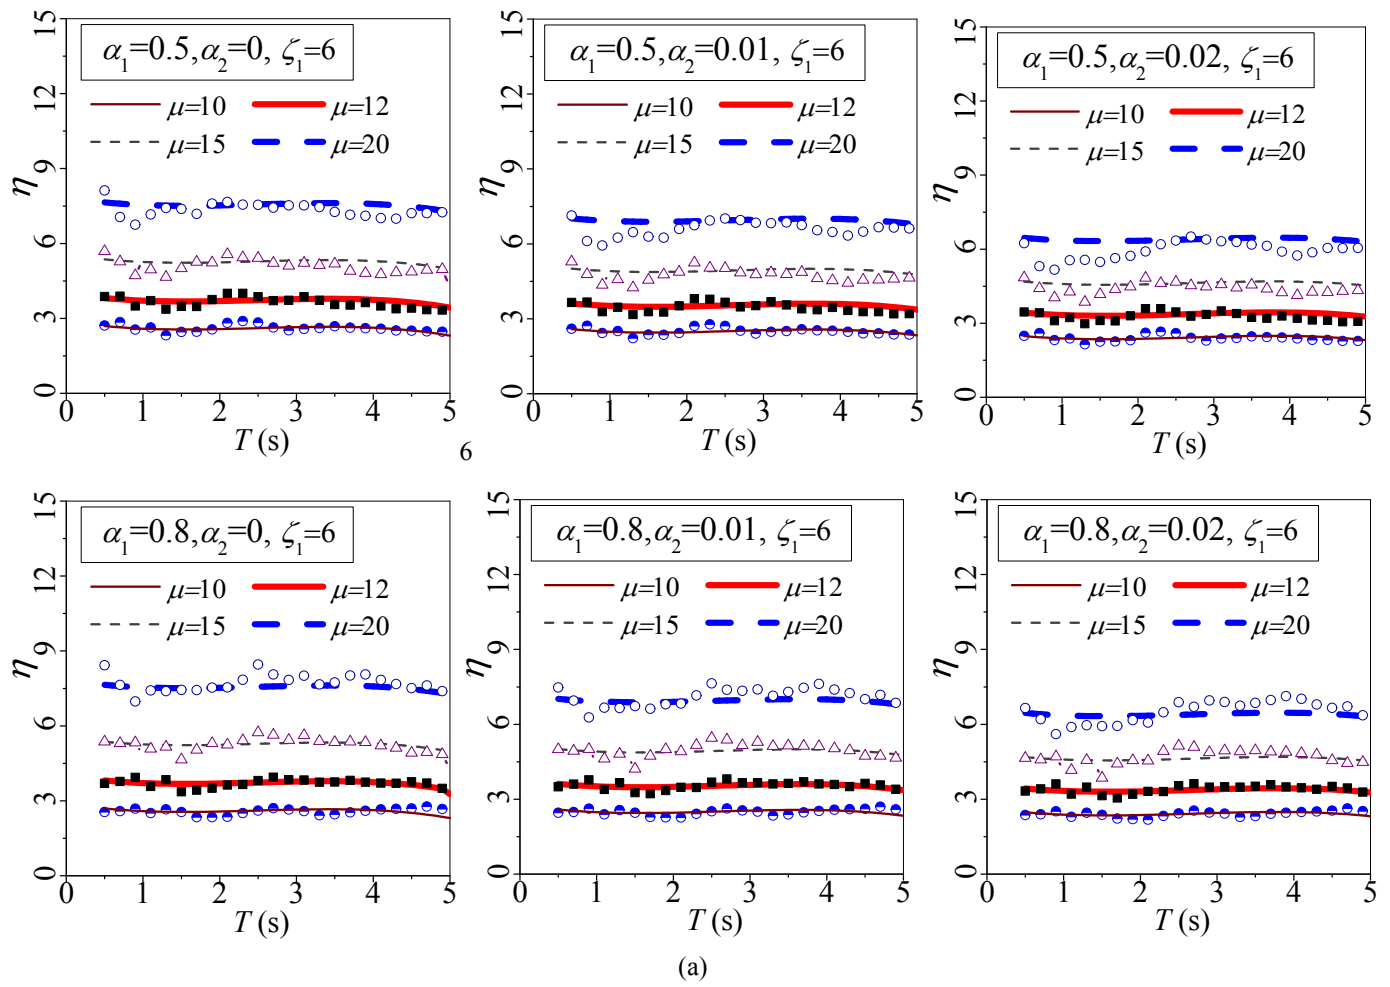 α₁=0.5,α₂=0, ζ₁=6
μ=10 μ=12
μ=15 μ=20
η
15
12
9
6
3
0
0 1 2 3 4 5
T (s)
α₁=0.5,α₂=0.01, ζ₁=6
μ=10 μ=12
μ=15 μ=20
η
15
12
9
6
3
0
0 1 2 3 4 5
T (s)
α₁=0.5,α₂=0.02, ζ₁=6
μ=10 μ=12
μ=15 μ=20
η
15
12
9
6
3
0
0 1 2 3 4 5
T (s)
6
α₁=0.8,α₂=0, ζ₁=6
μ=10 μ=12
μ=15 μ=20
η
15
12
9
6
3
0
0 1 2 3 4 5
T (s)
α₁=0.8,α₂=0.01, ζ₁=6
μ=10 μ=12
μ=15 μ=20
η
15
12
9
6
3
0
0 1 2 3 4 5
T (s)
α₁=0.8,α₂=0.02, ζ₁=6
μ=10 μ=12
μ=15 μ=20
η
15
12
9
6
3
0
0 1 2 3 4 5
T (s)
(a)